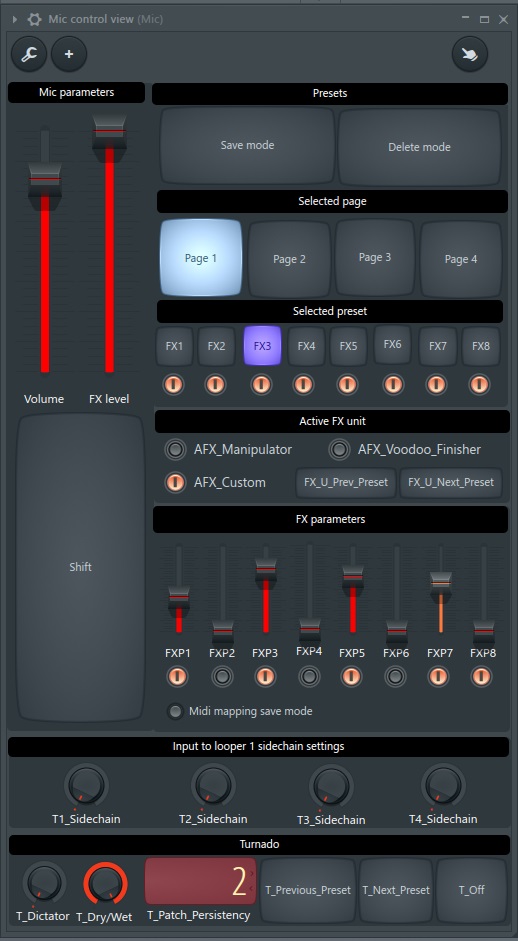 Mic control view (Mic)
+
Mic parameters
Presets
Save mode
Delete mode
Selected page
Page 1
Page 2
Page 3
Page 4
Selected preset
FX1
FX2
FX3
FX4
FX5
FX6
FX7
FX8
Volume
FX level
Active FX unit
AFX_Manipulator
AFX_Voodoo_Finisher
AFX_Custom
FX_U_Prev_Preset
FX_U_Next_Preset
Shift
FX parameters
FXP1
FXP2
FXP3
FXP4
FXP5
FXP6
FXP7
FXP8
Midi mapping save mode
Input to looper 1 sidechain settings
T1_Sidechain
T2_Sidechain
T3_Sidechain
T4_Sidechain
Turnado
2
T_Dictator
T_Dry/Wet
T_Patch_Persistency
T_Previous_Preset
T_Next_Preset
T_Off